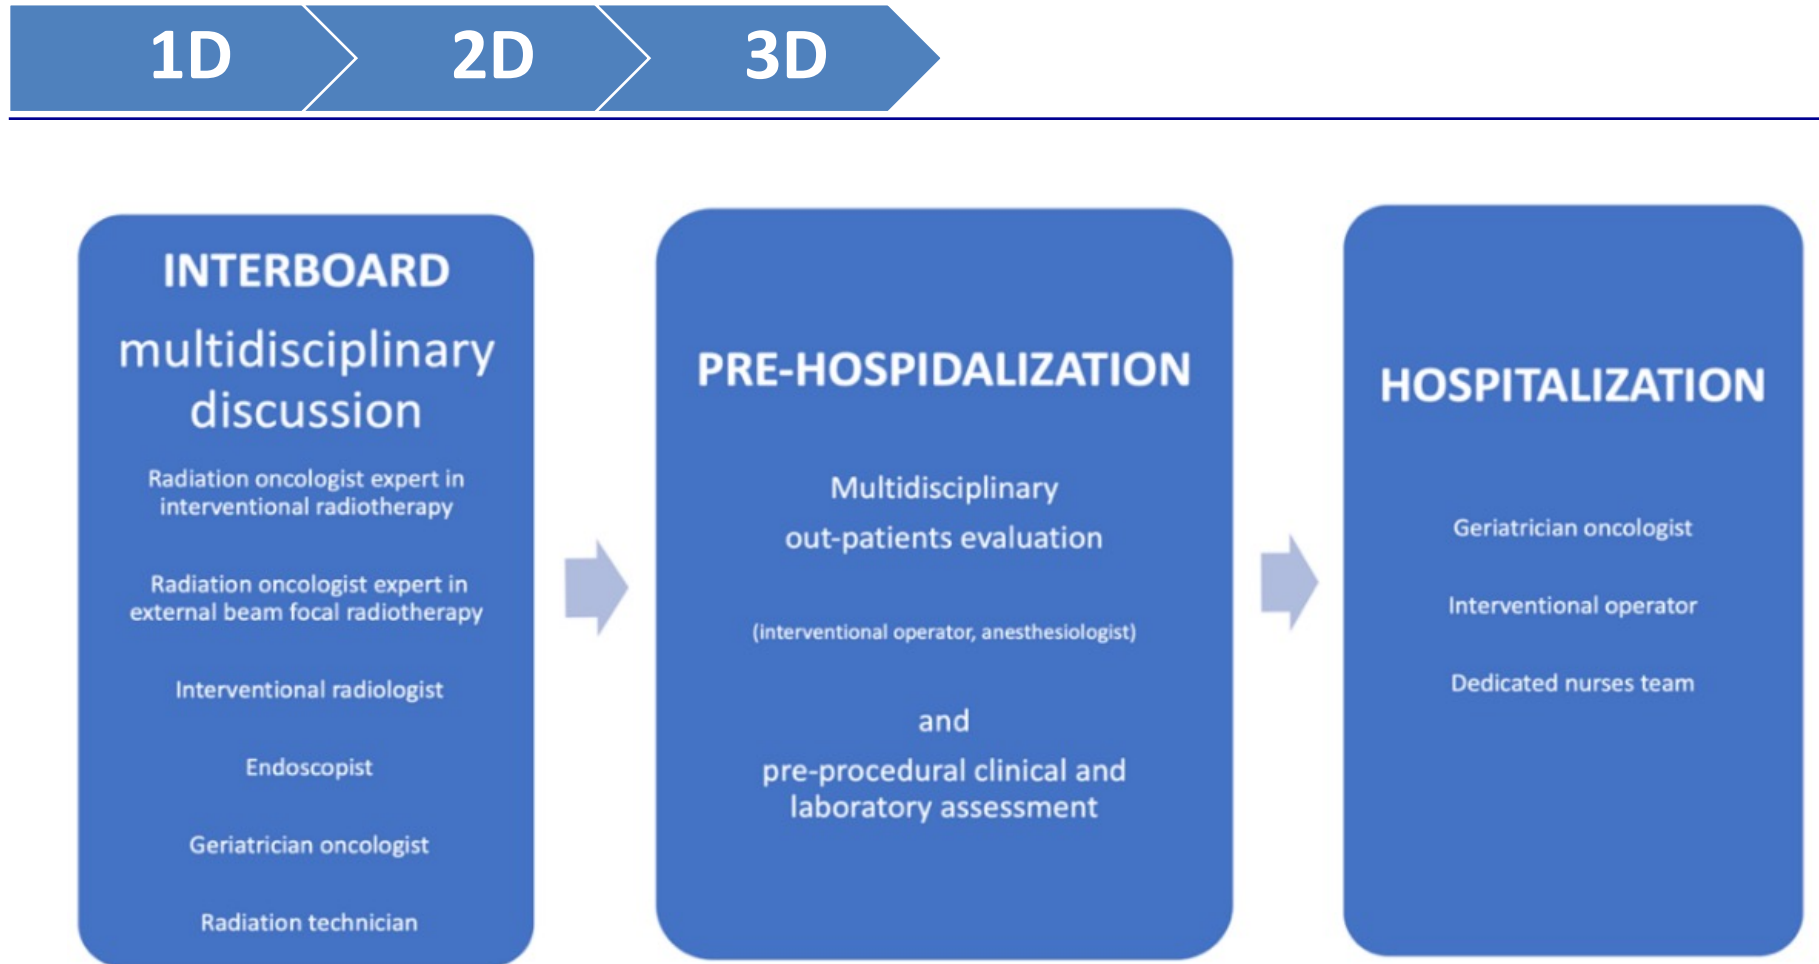 1D
2D
3D
INTERBOARD
multidisciplinary
discussion
Radiation oncologist expert in
interventional radiotherapy
Radiation oncologist expert in
external beam focal radiotherapy
Interventional radiologist
Endoscopist
Geriatrician oncologist
Radiation technician
PRE-HOSPIDALIZATION
Multidisciplinary
out-patients evaluation
(interventional operator, anesthesiologist)
and
pre-procedural clinical and
laboratory assessment
HOSPITALIZATION
Geriatrician oncologist
Interventional operator
Dedicated nurses team